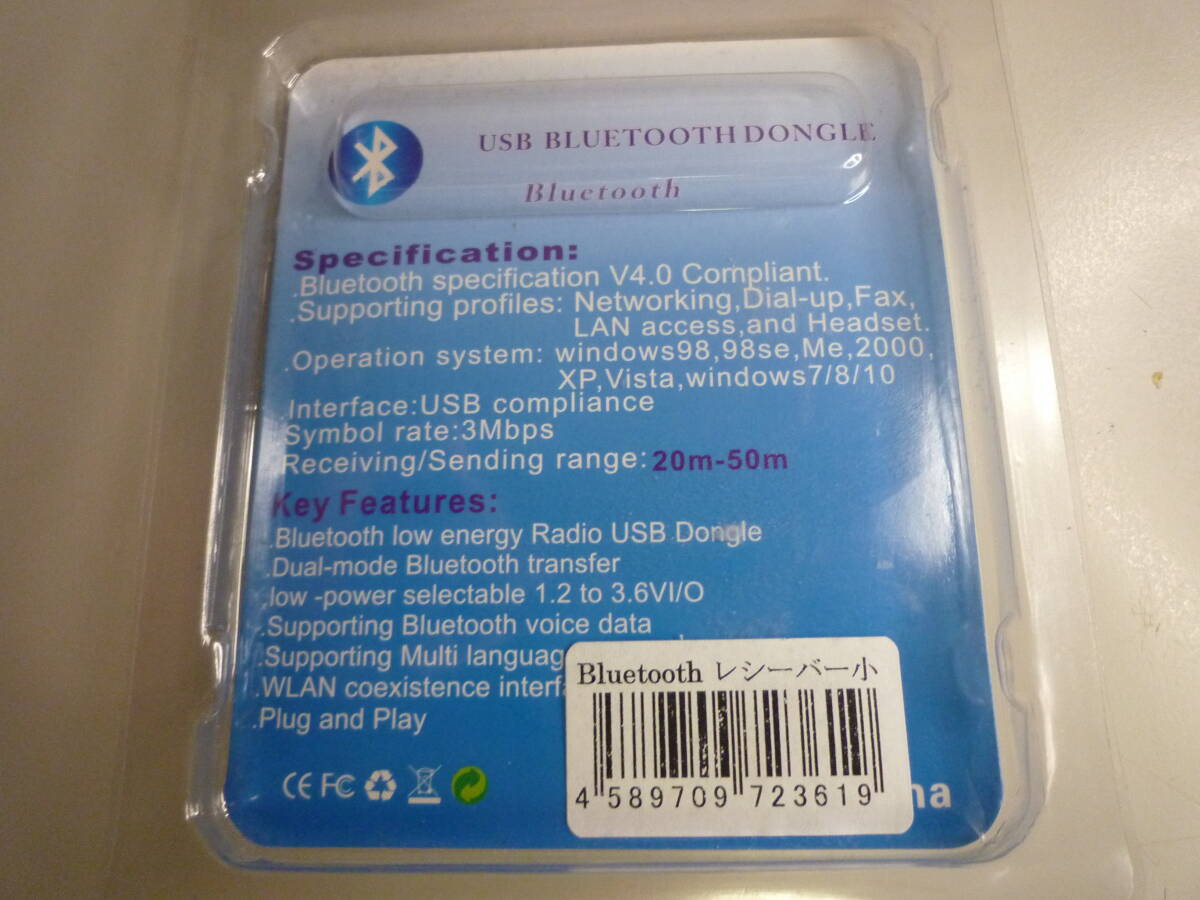 USB BLUETOOTH DONGLE
Bluetooth
Specification:
.Bluetooth specification V4.0 Compliant.
.Supporting profiles: Networking,Dial-up,Fax,
LAN access,and Headset.
.Operation system: windows98,98se,Me,2000,
XP,Vista,windows7/8/10
.Interface:USB compliance
.Symbol rate:3Mbps
.Receiving/Sending range:20m-50m
Key Features:
.Bluetooth low energy Radio USB Dongle
.Dual-mode Bluetooth transfer
.low -power selectable 1.2 to 3.6VI/O
.Supporting Bluetooth voice data
.Supporting Multi languag
.WLAN coexistence interfa
.Plug and Play
Bluetooth レシーバー小
4 589709 723619
CE FC
na